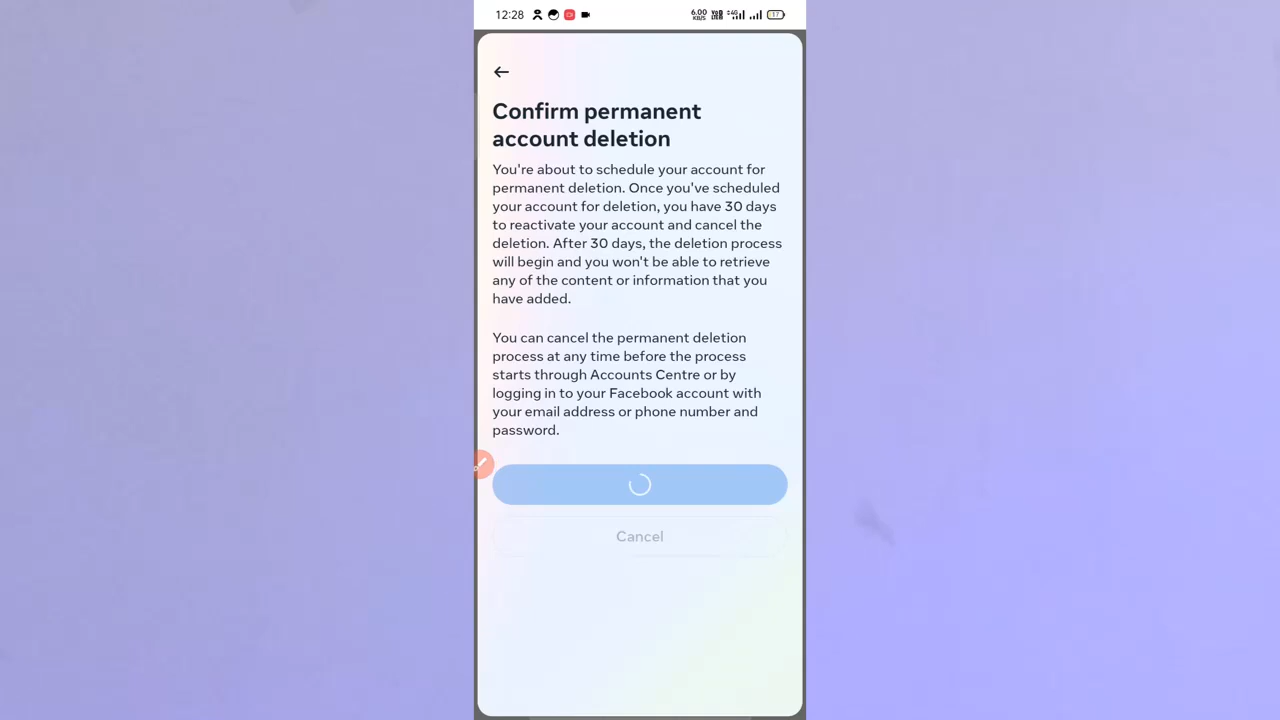 12:28 6.00 KB/S 4G 17
Confirm permanent
account deletion
You're about to schedule your account for
permanent deletion. Once you've scheduled
your account for deletion, you have 30 days
to reactivate your account and cancel the
deletion. After 30 days, the deletion process
will begin and you won't be able to retrieve
any of the content or information that you
have added.
You can cancel the permanent deletion
process at any time before the process
starts through Accounts Centre or by
logging in to your Facebook account with
your email address or phone number and
password.
Cancel